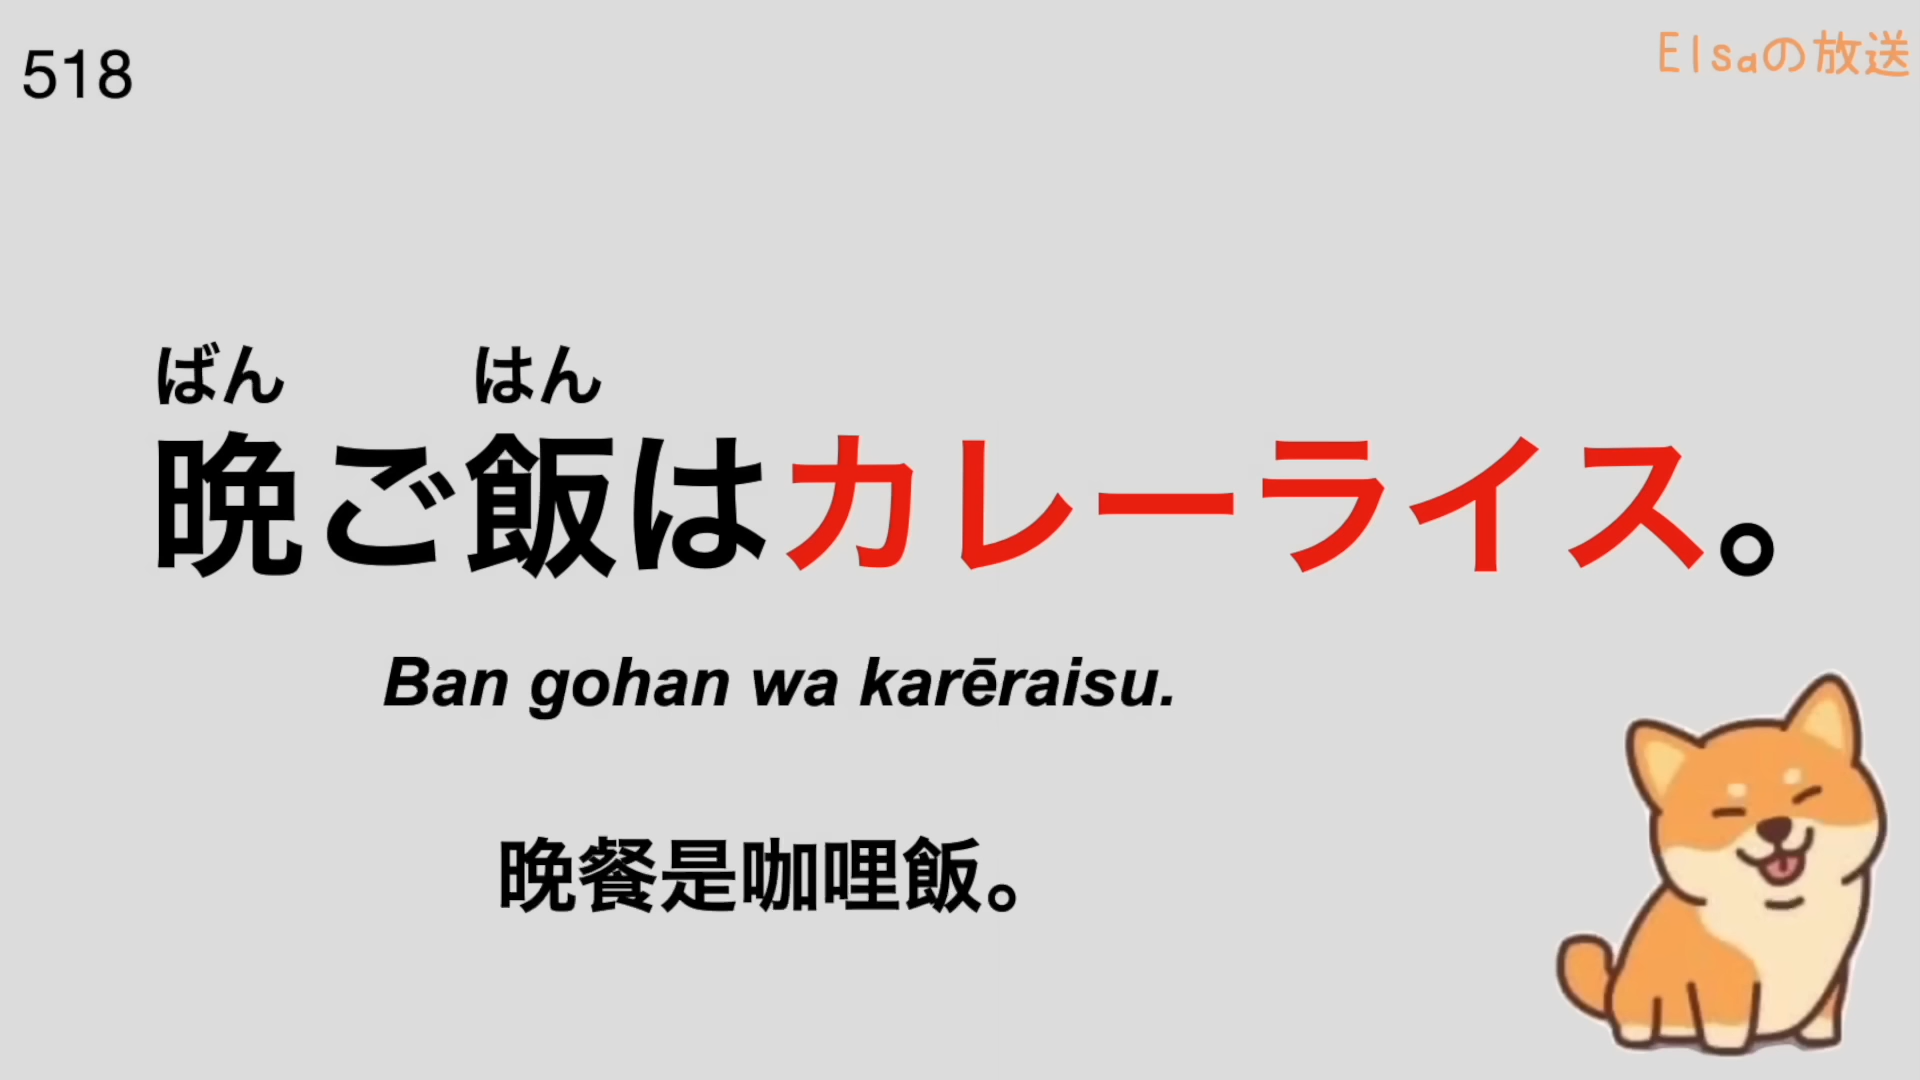 518
Elsaの放送
ばん はん
晩ご飯はカレーライス。
Ban gohan wa karēraisu.
晚餐是咖哩飯。